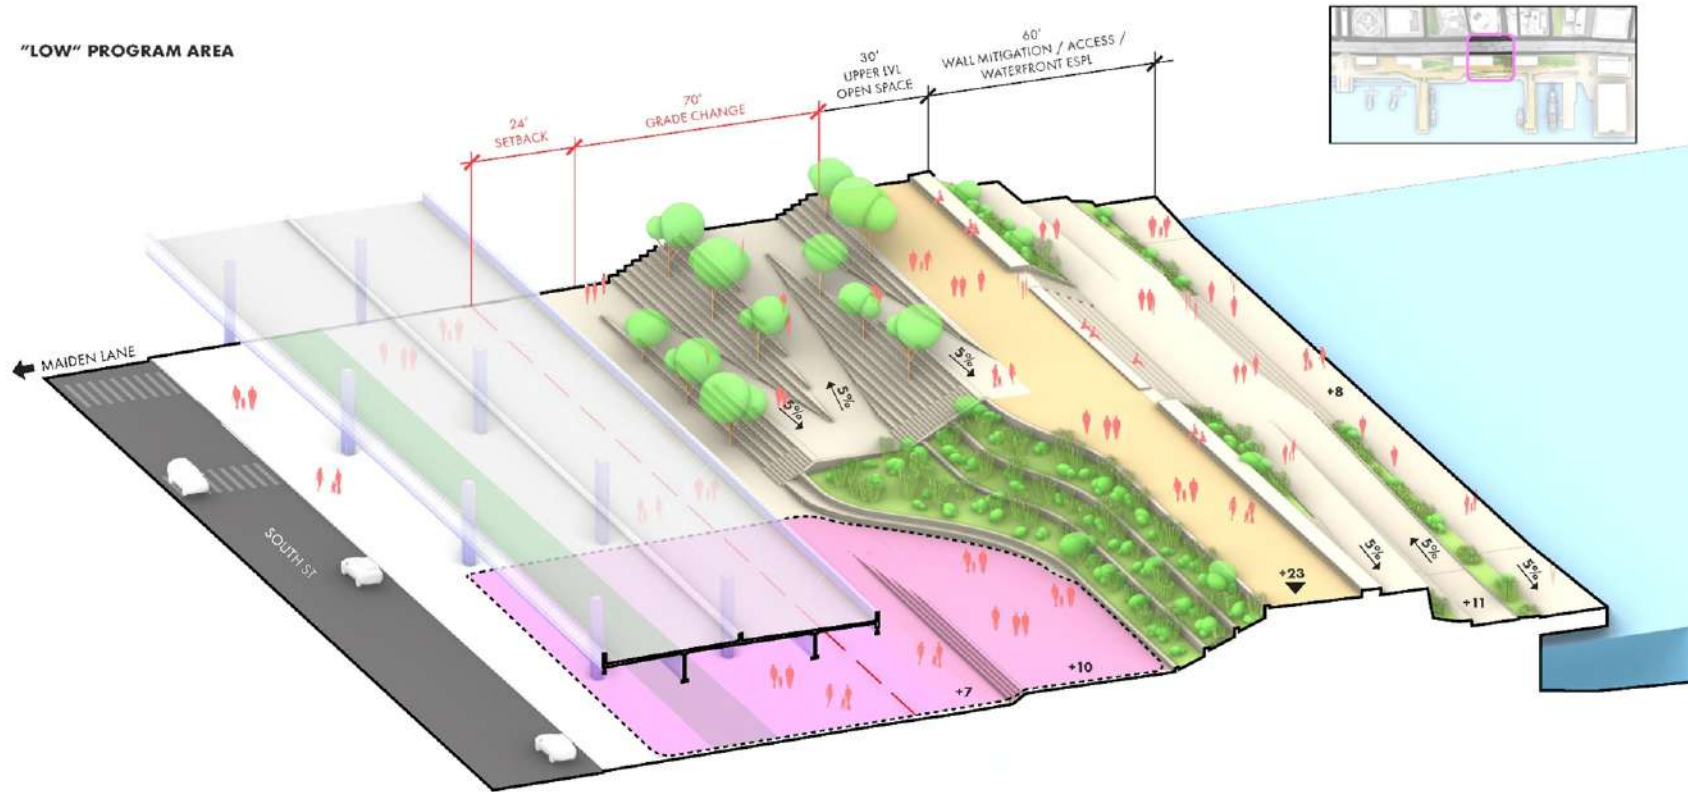 "LOW" PROGRAM AREA
24'
SETBACK
70'
GRADE CHANGE
30'
UPPER LVL
OPEN SPACE
60'
WALL MITIGATION / ACCESS /
WATERFRONT ESPL
MAIDEN LANE
SOUTH ST
5%
5%
5%
+8
5%
5%
5%
+23
+11
+10
+7